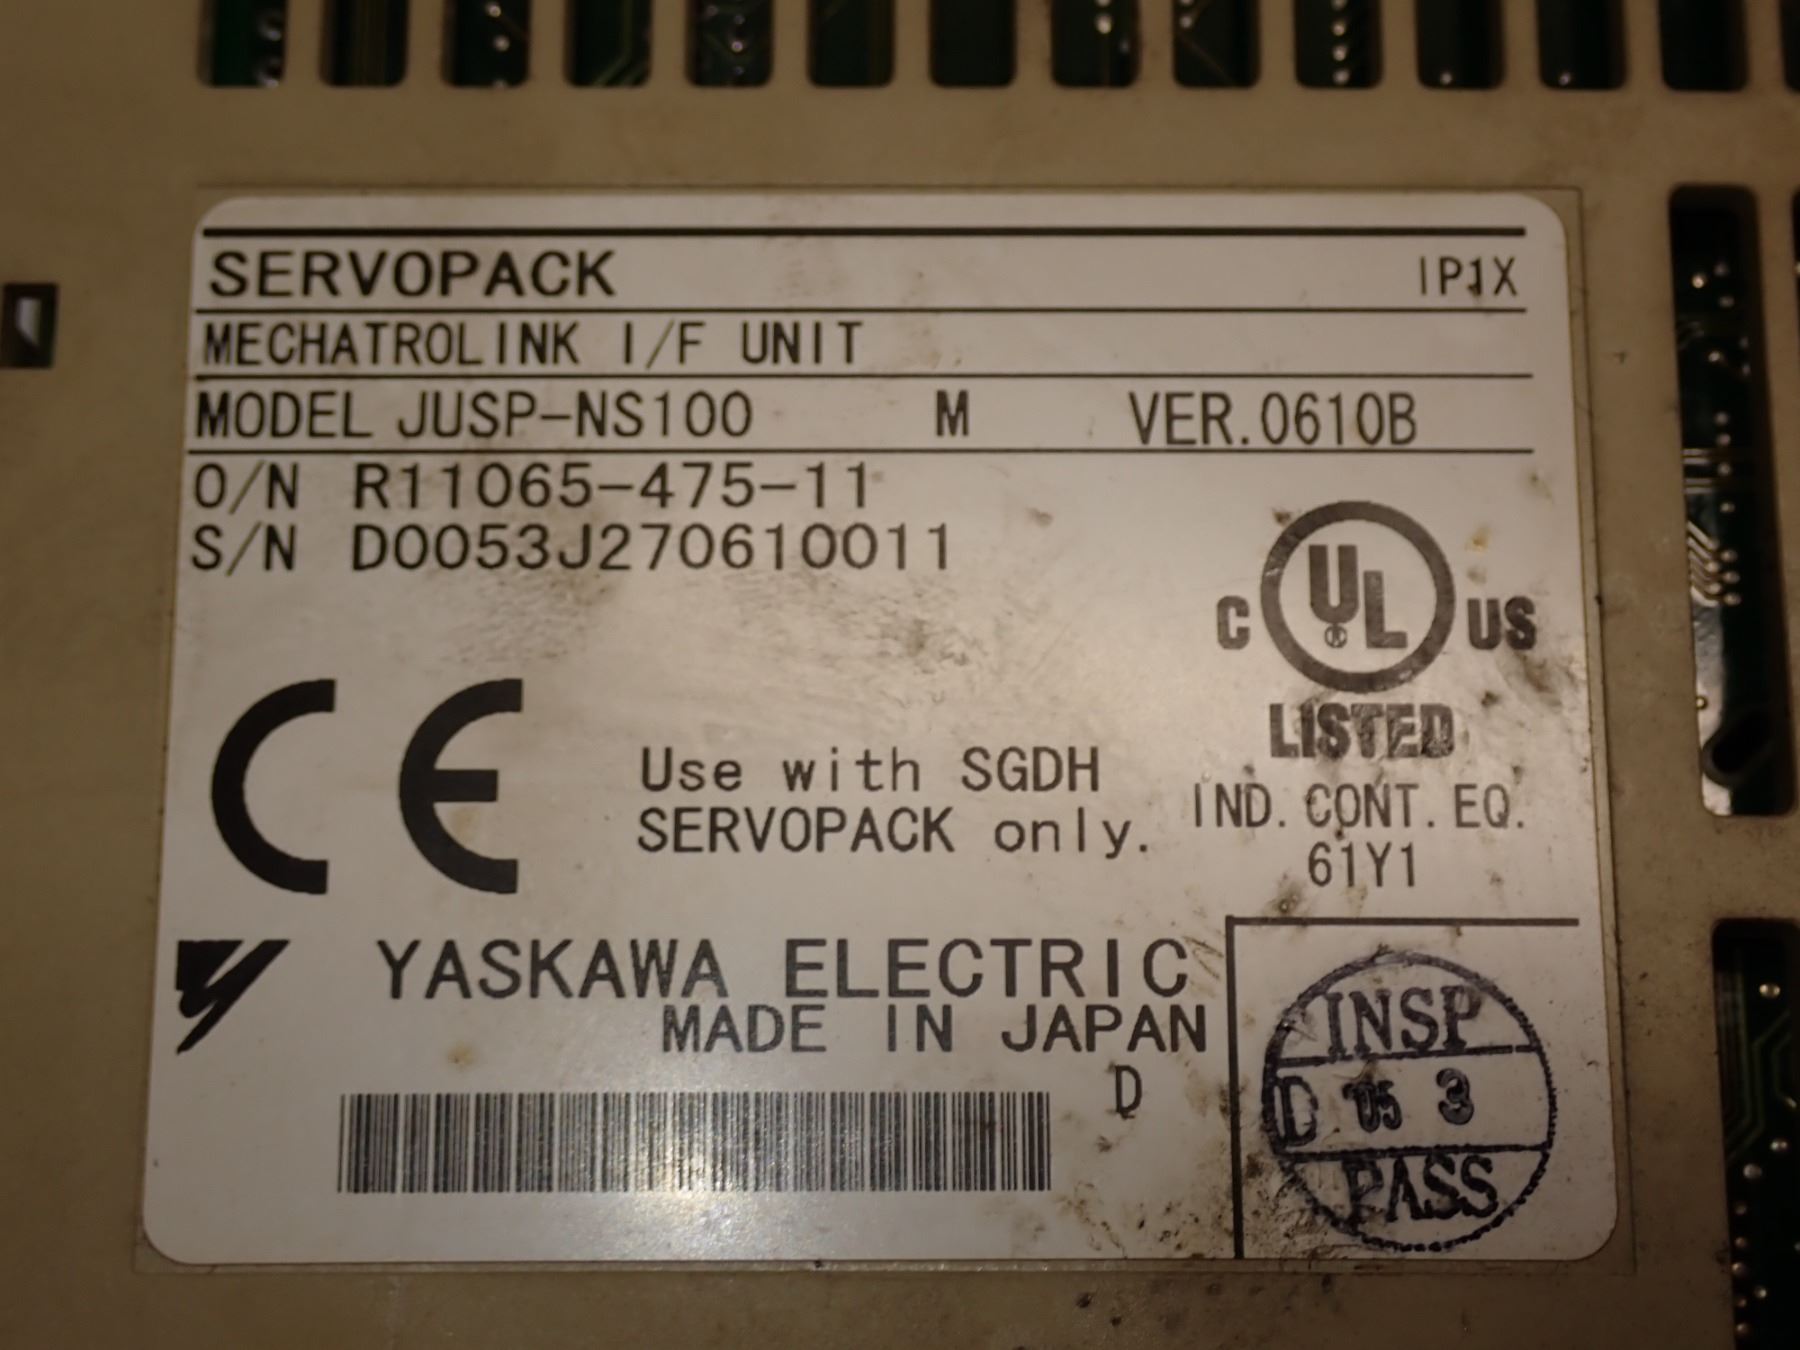 SERVOPACK IP1X
MECHATROLINK I/F UNIT
MODEL JUSP-NS100 M VER.0610B
O/N R11065-475-11
S/N D0053J270610011
C UL US
LISTED
IND. CONT. EQ.
61Y1
CE
Use with SGDH
SERVOPACK only.
YASKAWA ELECTRIC
MADE IN JAPAN
D
INSP
D '05 3
PASS